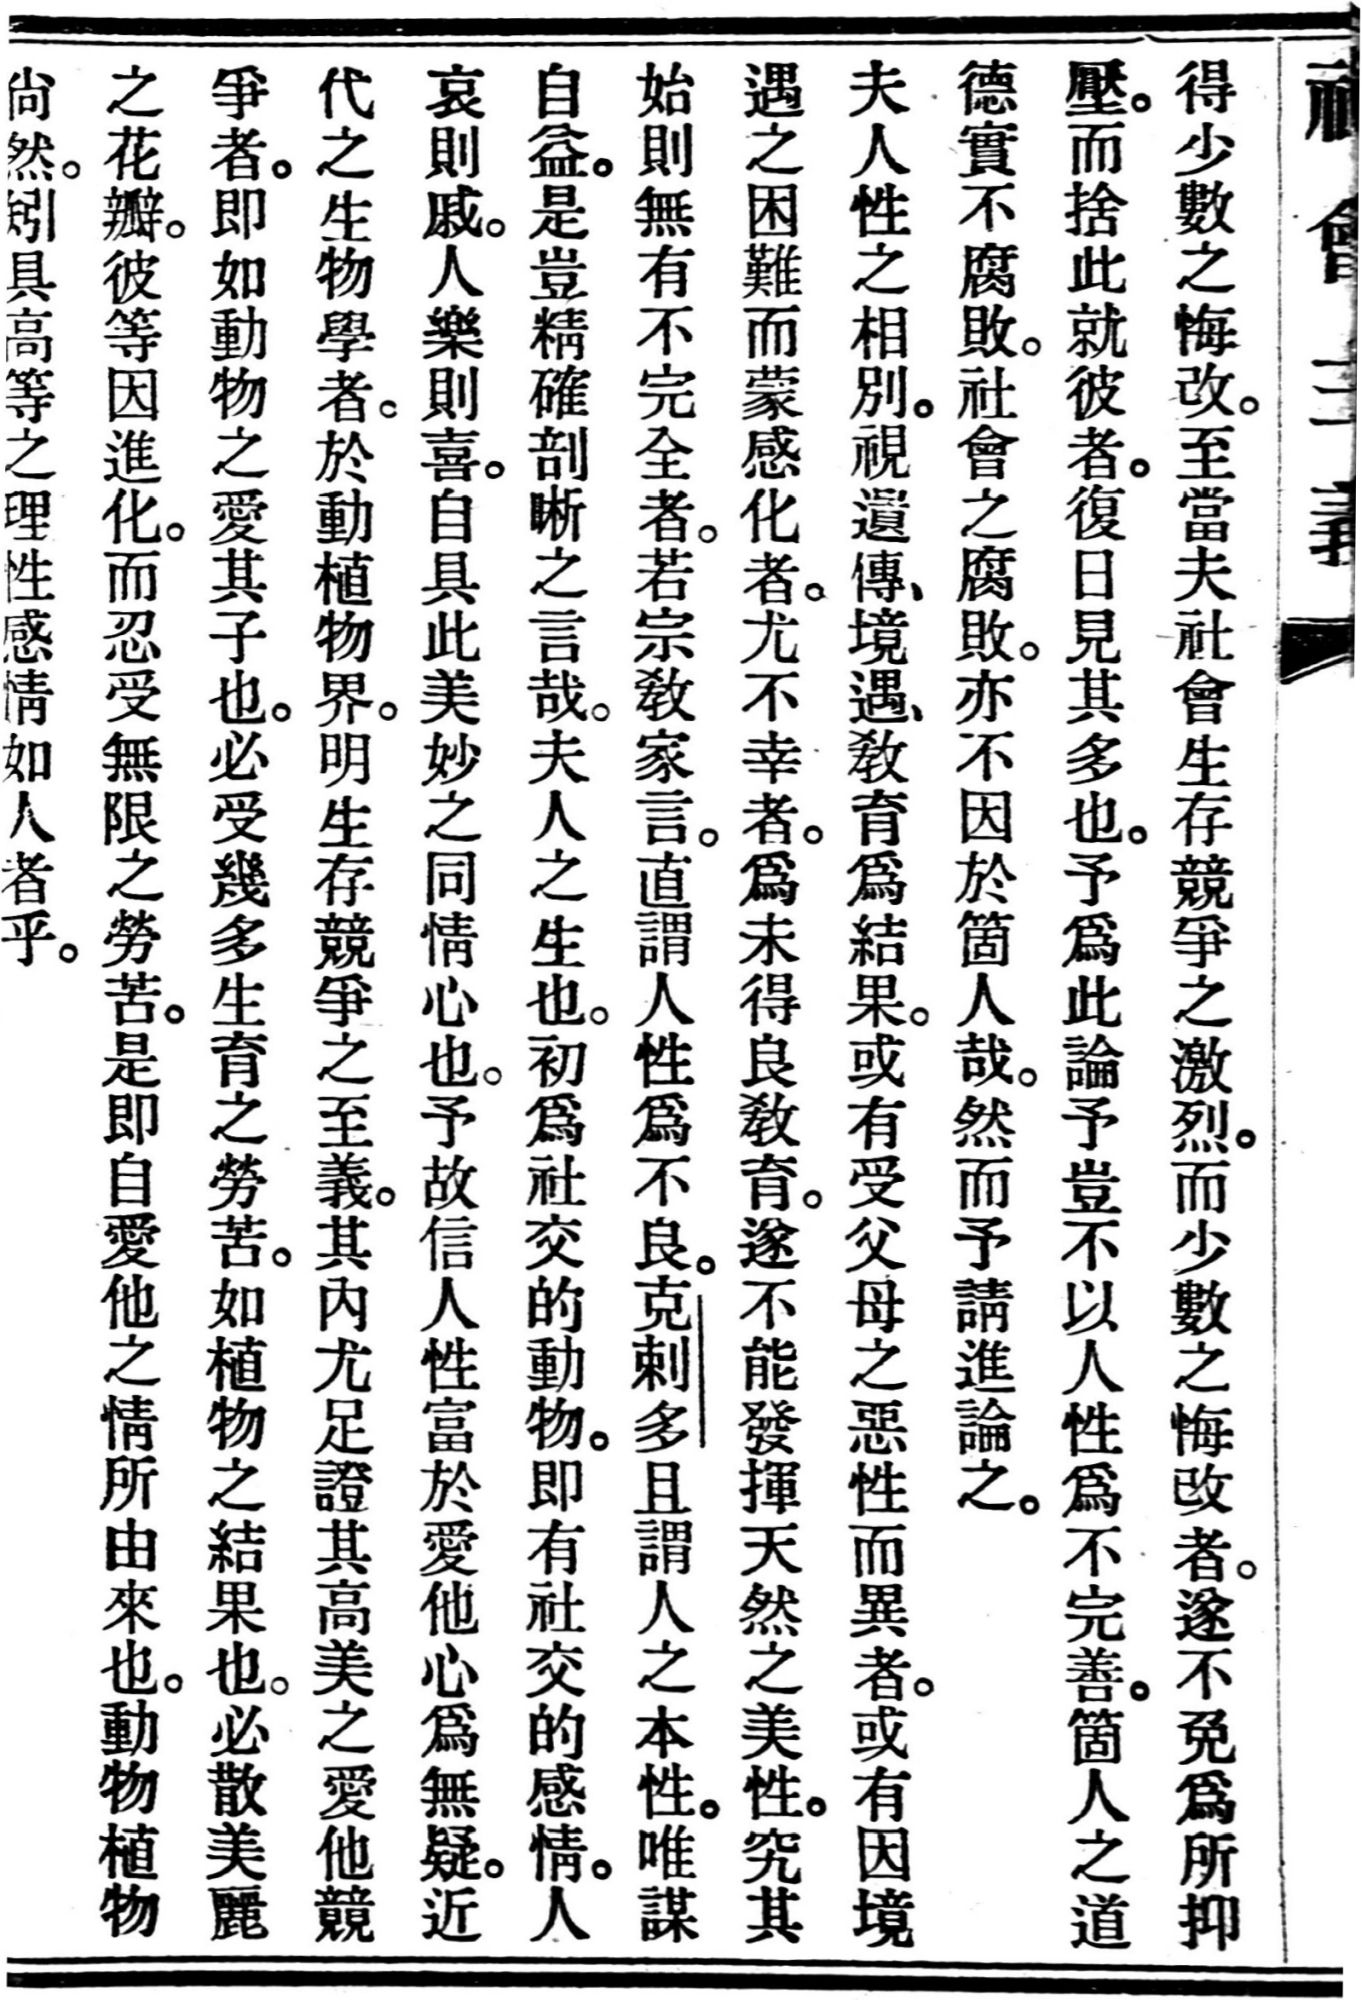 社會主義
得少數之悔改。至當夫社會生存競爭之激烈。而少數之悔改者。遂不免爲所抑
壓。而捨此就彼者。復日見其多也。予爲此論予豈不以人性爲不完善。箇人之道
德實不腐敗。社會之腐敗。亦不因於箇人哉。然而予請進論之。
夫人性之相別。視遺傳、境遇、敎育爲結果。或有受父母之惡性而異者。或有因境
遇之困難而蒙感化者。尤不幸者。爲未得良敎育。遂不能發揮天然之美性。究其
始則無有不完全者。若宗敎家言。直謂人性爲不良。克剌多且謂人之本性。唯謀
自益。是豈精確剖晰之言哉。夫人之生也。初爲社交的動物。即有社交的感情。人
哀則戚。人樂則喜。自具此美妙之同情心也。予故信人性富於愛他心爲無疑。近
代之生物學者。於動植物界。明生存競爭之至義。其內尤足證其高美之愛他競
爭者。即如動物之愛其子也。必受幾多生育之勞苦。如植物之結果也。必散美麗
之花瓣。彼等因進化。而忍受無限之勞苦。是即自愛他之情所由來也。動物植物
尙然。矧具高等之理性感情如人者乎。